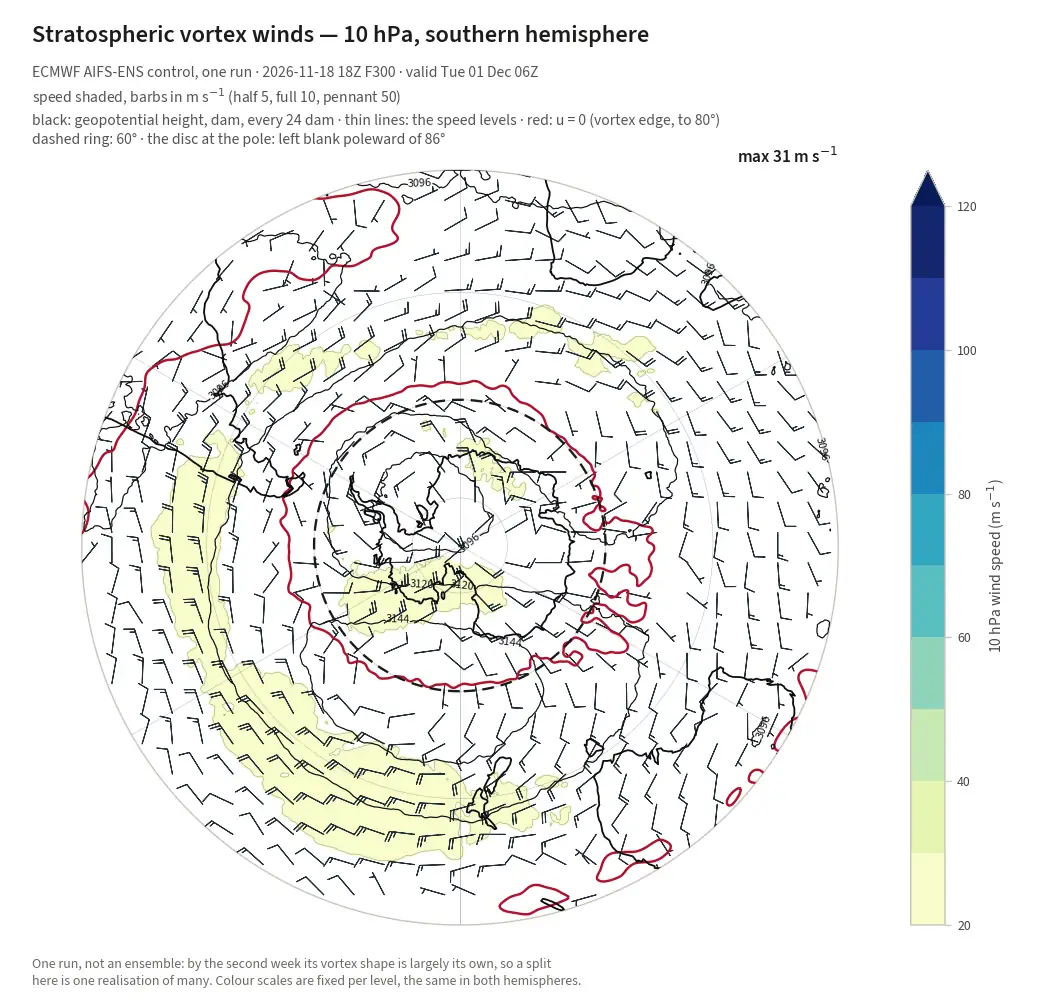 Stratospheric vortex winds — 10 hPa, southern hemisphere
ECMWF AIFS-ENS control, one run · 2026-11-18 18Z F300 · valid Tue 01 Dec 06Z
speed shaded, barbs in m s⁻¹ (half 5, full 10, pennant 50)
black: geopotential height, dam, every 24 dam · thin lines: the speed levels · red: u = 0 (vortex edge, to 80°)
dashed ring: 60° · the disc at the pole: left blank poleward of 86°
max 31 m s⁻¹
3096
3096
3096
3096
3096
3120
3120
3144
3144
3096
120
100
80
60
40
20
10 hPa wind speed (m s⁻¹)
One run, not an ensemble: by the second week its vortex shape is largely its own, so a split
here is one realisation of many. Colour scales are fixed per level, the same in both hemispheres.